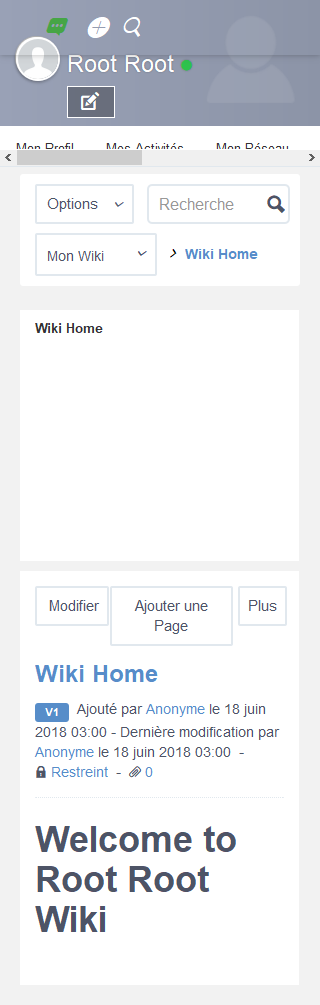 Root Root
Mon Profil Mes Activités Mon Réseau
Options
Recherche
Mon Wiki
Wiki Home
Wiki Home
Modifier
Ajouter une
Page
Plus
Wiki Home
V1 Ajouté par Anonyme le 18 juin
2018 03:00 - Dernière modification par
Anonyme le 18 juin 2018 03:00 -
Restreint - 0
Welcome to
Root Root
Wiki